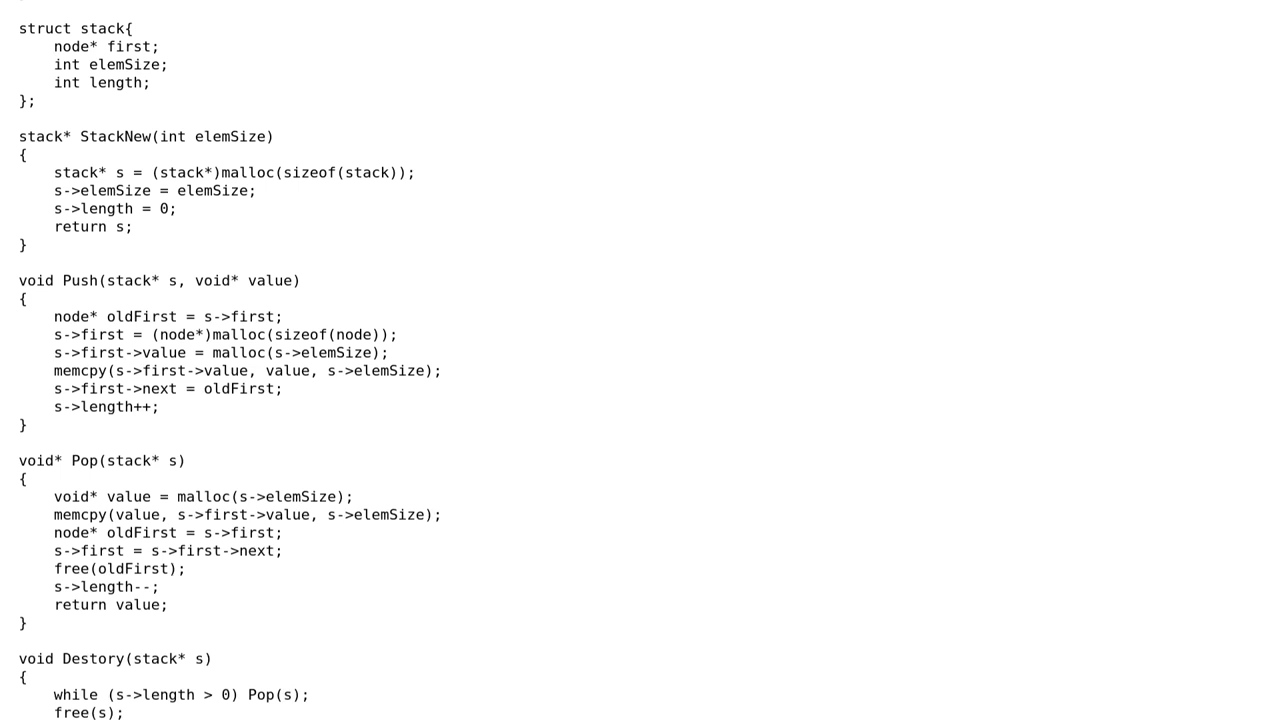 struct stack{
    node* first;
    int elemSize;
    int length;
};
stack* StackNew(int elemSize)
{
    stack* s = (stack*)malloc(sizeof(stack));
    s->elemSize = elemSize;
    s->length = 0;
    return s;
}
void Push(stack* s, void* value)
{
    node* oldFirst = s->first;
    s->first = (node*)malloc(sizeof(node));
    s->first->value = malloc(s->elemSize);
    memcpy(s->first->value, value, s->elemSize);
    s->first->next = oldFirst;
    s->length++;
}
void* Pop(stack* s)
{
    void* value = malloc(s->elemSize);
    memcpy(value, s->first->value, s->elemSize);
    node* oldFirst = s->first;
    s->first = s->first->next;
    free(oldFirst);
    s->length--;
    return value;
}
void Destory(stack* s)
{
    while (s->length > 0) Pop(s);
    free(s);